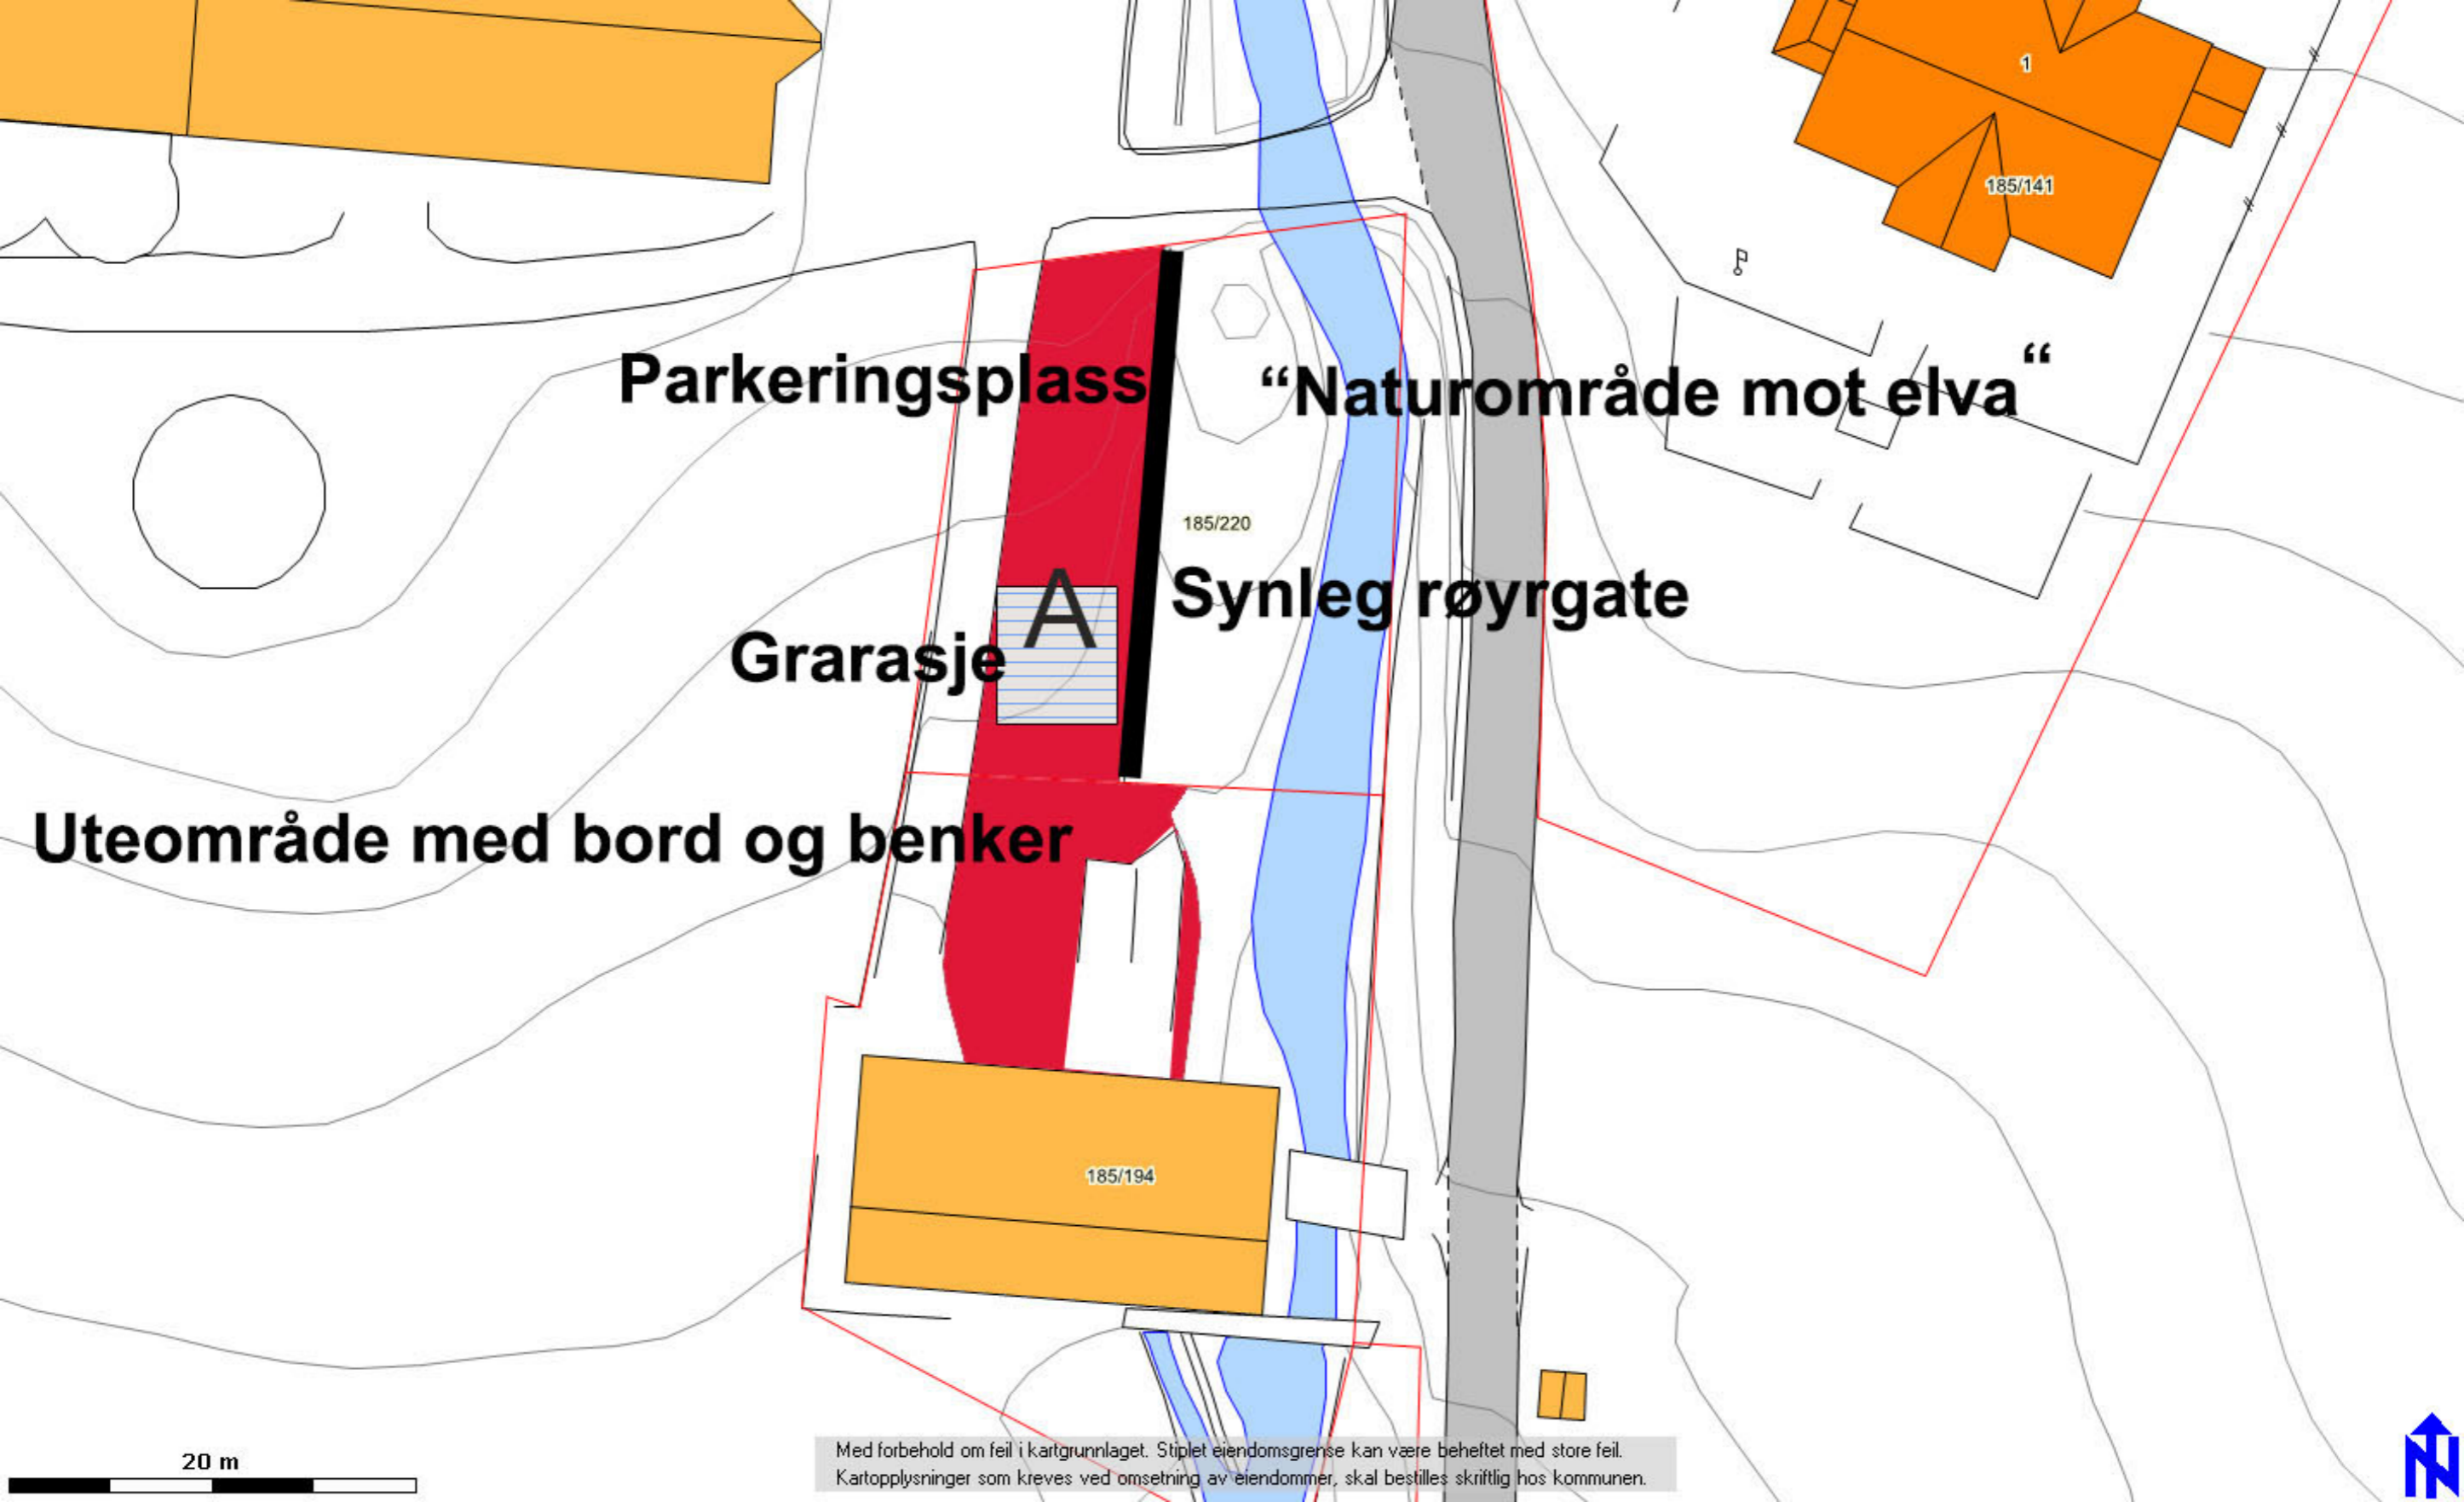 1
185/141
Parkeringsplass
“Naturområde mot elva“
185/220
A
Synleg røyrgate
Grarasje
Uteområde med bord og benker
185/194
20 m
Med forbehold om feil i kartgrunnlaget. Stiplet eiendomsgrense kan være beheftet med store feil.
Kartopplysninger som kreves ved omsetning av eiendommer, skal bestilles skriftlig hos kommunen.
N